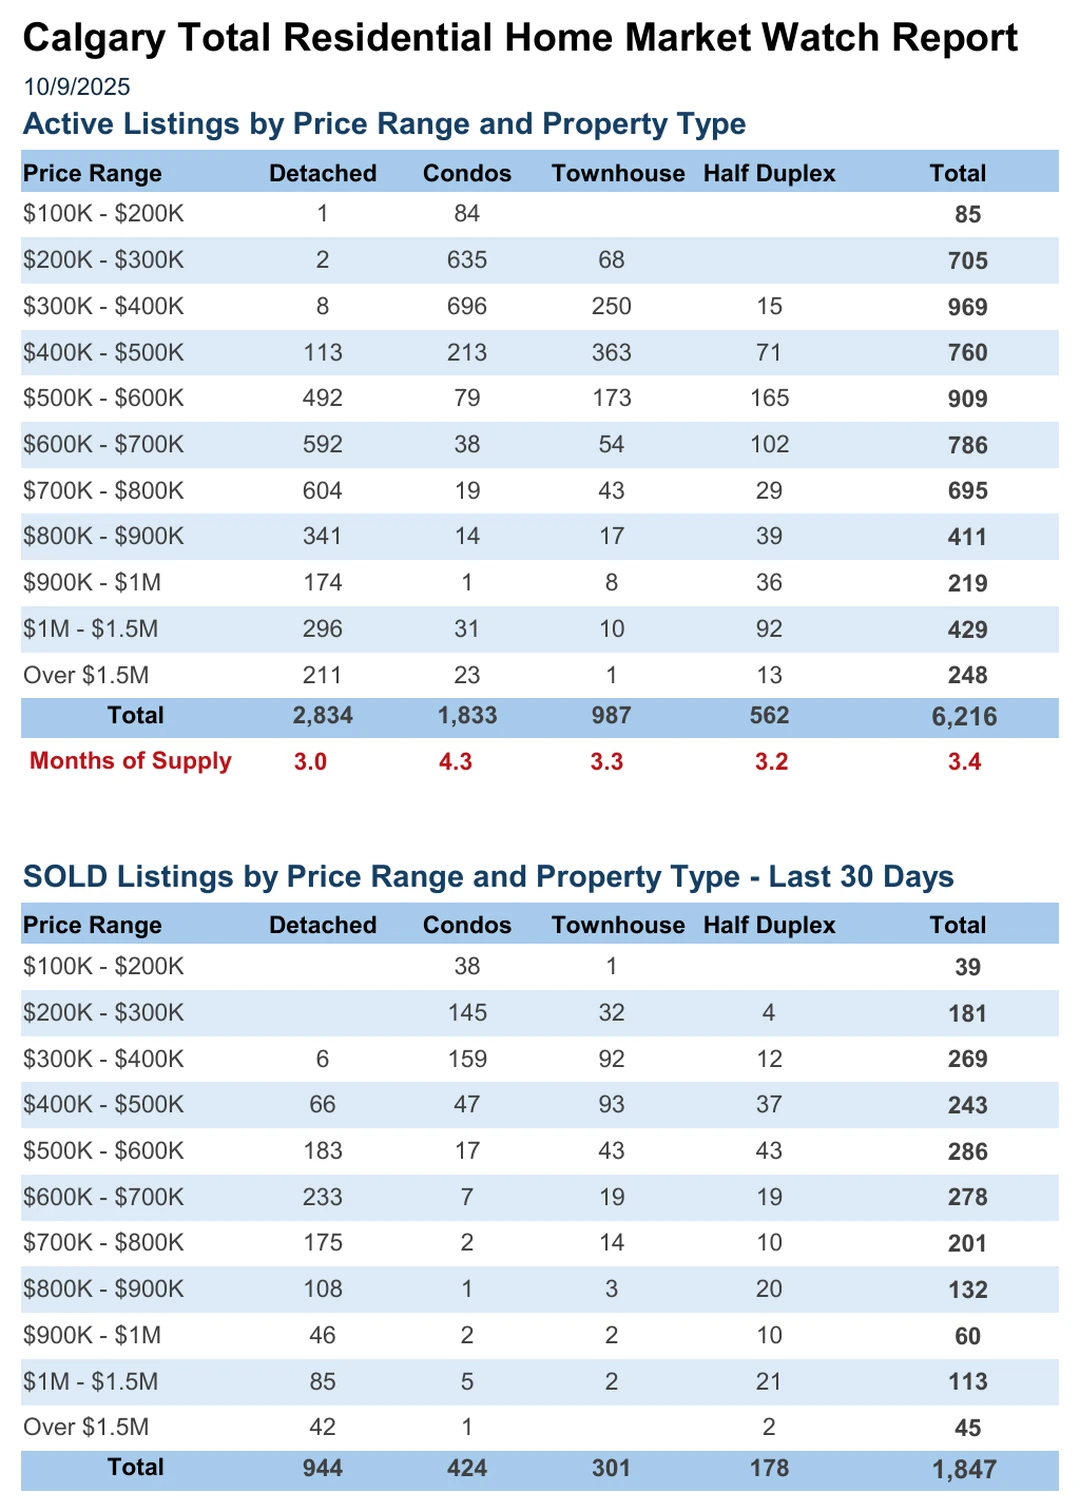 Calgary Total Residential Home Market Watch Report
10/9/2025
Active Listings by Price Range and Property Type
Price Range Detached Condos Townhouse Half Duplex Total
$100K - $200K 1 84 85
$200K - $300K 2 635 68 705
$300K - $400K 8 696 250 15 969
$400K - $500K 113 213 363 71 760
$500K - $600K 492 79 173 165 909
$600K - $700K 592 38 54 102 786
$700K - $800K 604 19 43 29 695
$800K - $900K 341 14 17 39 411
$900K - $1M 174 1 8 36 219
$1M - $1.5M 296 31 10 92 429
Over $1.5M 211 23 1 13 248
Total 2,834 1,833 987 562 6,216
Months of Supply 3.0 4.3 3.3 3.2 3.4
SOLD Listings by Price Range and Property Type - Last 30 Days
Price Range Detached Condos Townhouse Half Duplex Total
$100K - $200K 38 1 39
$200K - $300K 145 32 4 181
$300K - $400K 6 159 92 12 269
$400K - $500K 66 47 93 37 243
$500K - $600K 183 17 43 43 286
$600K - $700K 233 7 19 19 278
$700K - $800K 175 2 14 10 201
$800K - $900K 108 1 3 20 132
$900K - $1M 46 2 2 10 60
$1M - $1.5M 85 5 2 21 113
Over $1.5M 42 1 2 45
Total 944 424 301 178 1,847